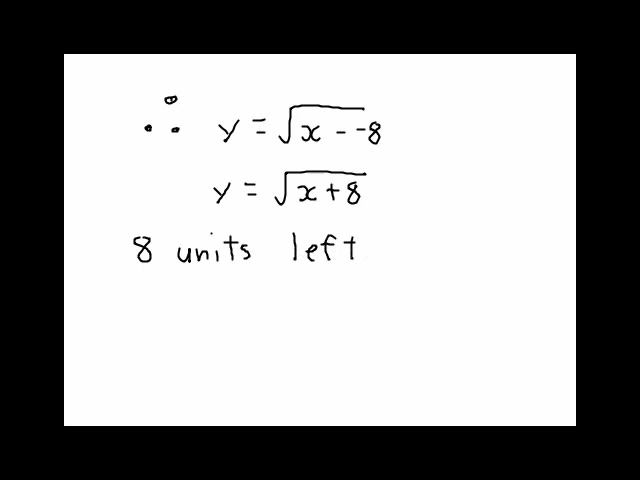 ∴ y = √(x - -8)
y = √(x + 8)
8 units left